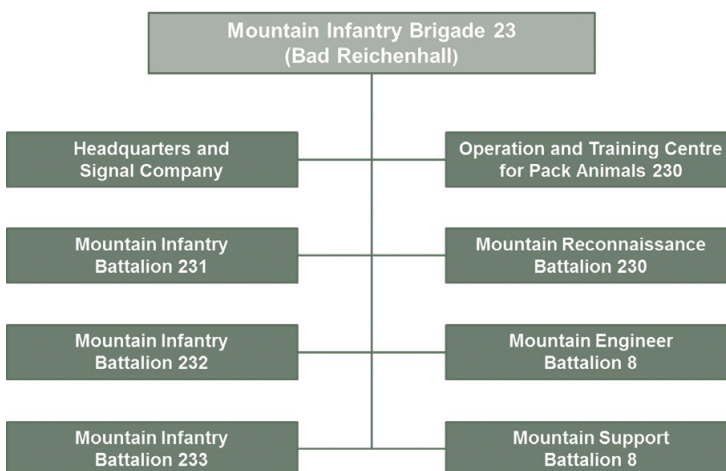 Mountain Infantry Brigade 23
(Bad Reichenhall)
Headquarters and
Signal Company
Operation and Training Centre
for Pack Animals 230
Mountain Infantry
Battalion 231
Mountain Reconnaissance
Battalion 230
Mountain Infantry
Battalion 232
Mountain Engineer
Battalion 8
Mountain Infantry
Battalion 233
Mountain Support
Battalion 8